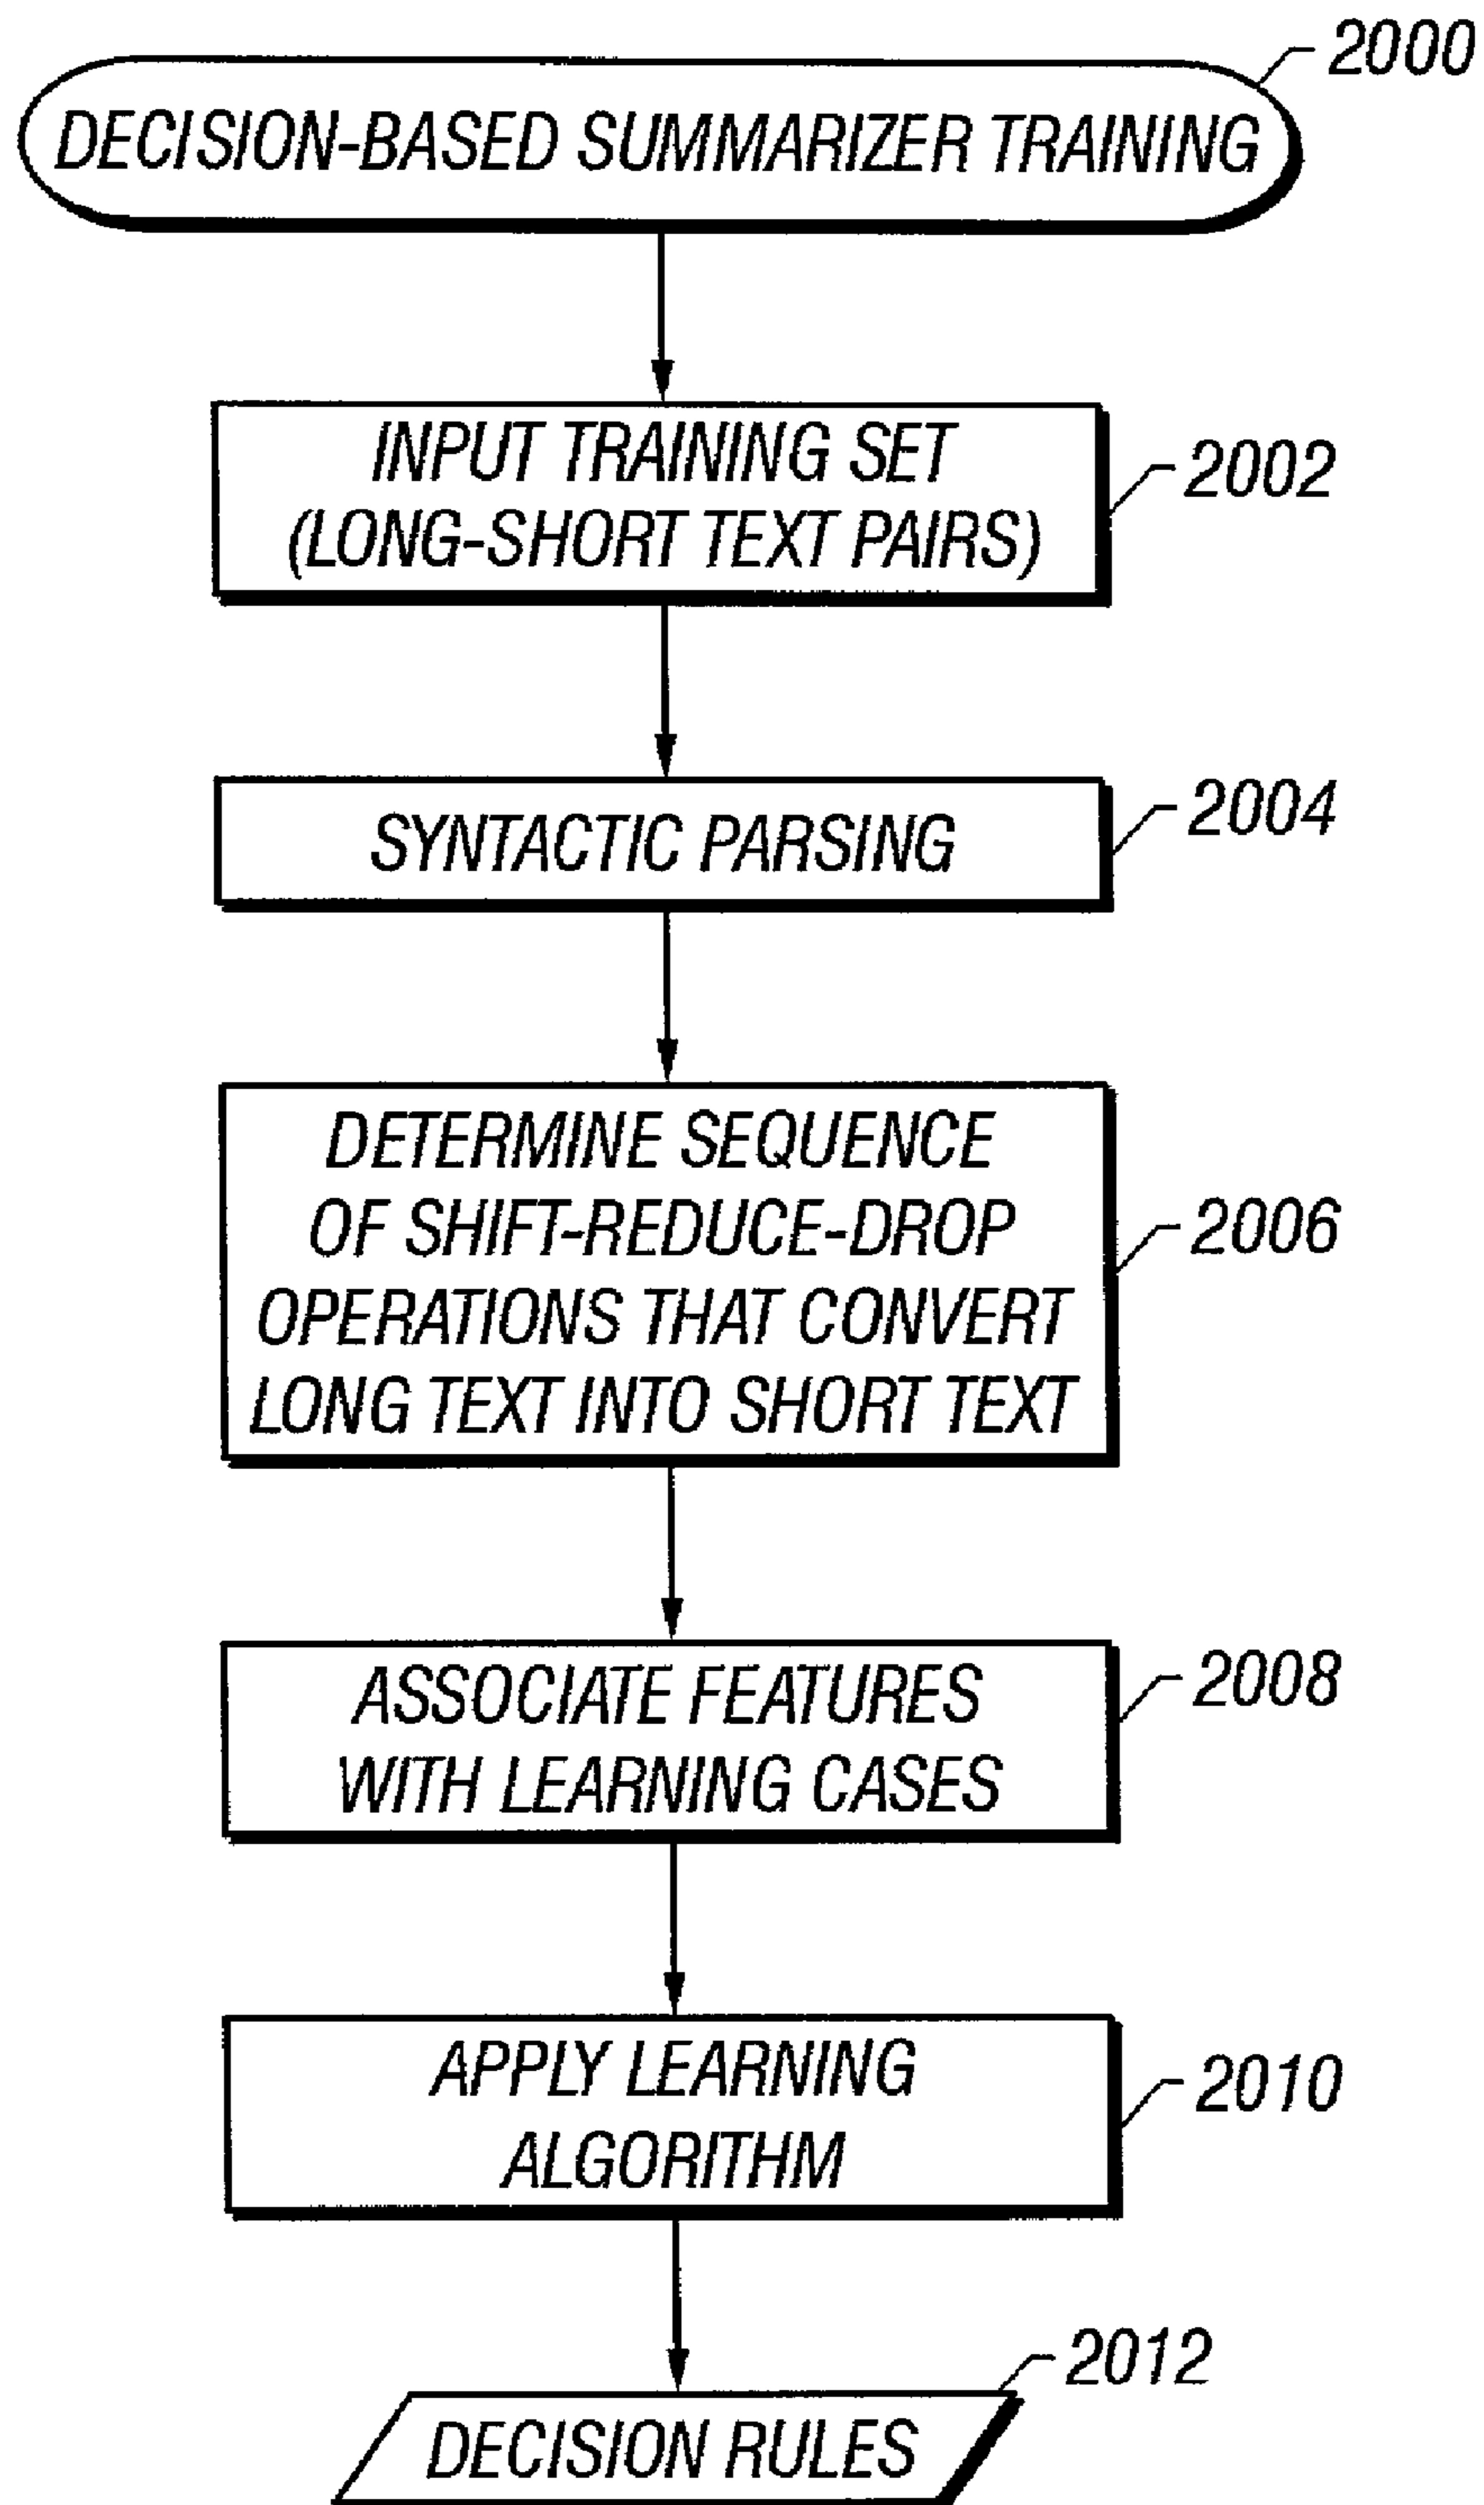 2000
DECISION-BASED SUMMARIZER TRAINING
INPUT TRAINING SET
(LONG-SHORT TEXT PAIRS)
2002
SYNTACTIC PARSING
2004
DETERMINE SEQUENCE
OF SHIFT-REDUCE-DROP
OPERATIONS THAT CONVERT
LONG TEXT INTO SHORT TEXT
2006
ASSOCIATE FEATURES
WITH LEARNING CASES
2008
APPLY LEARNING
ALGORITHM
2010
2012
DECISION RULES